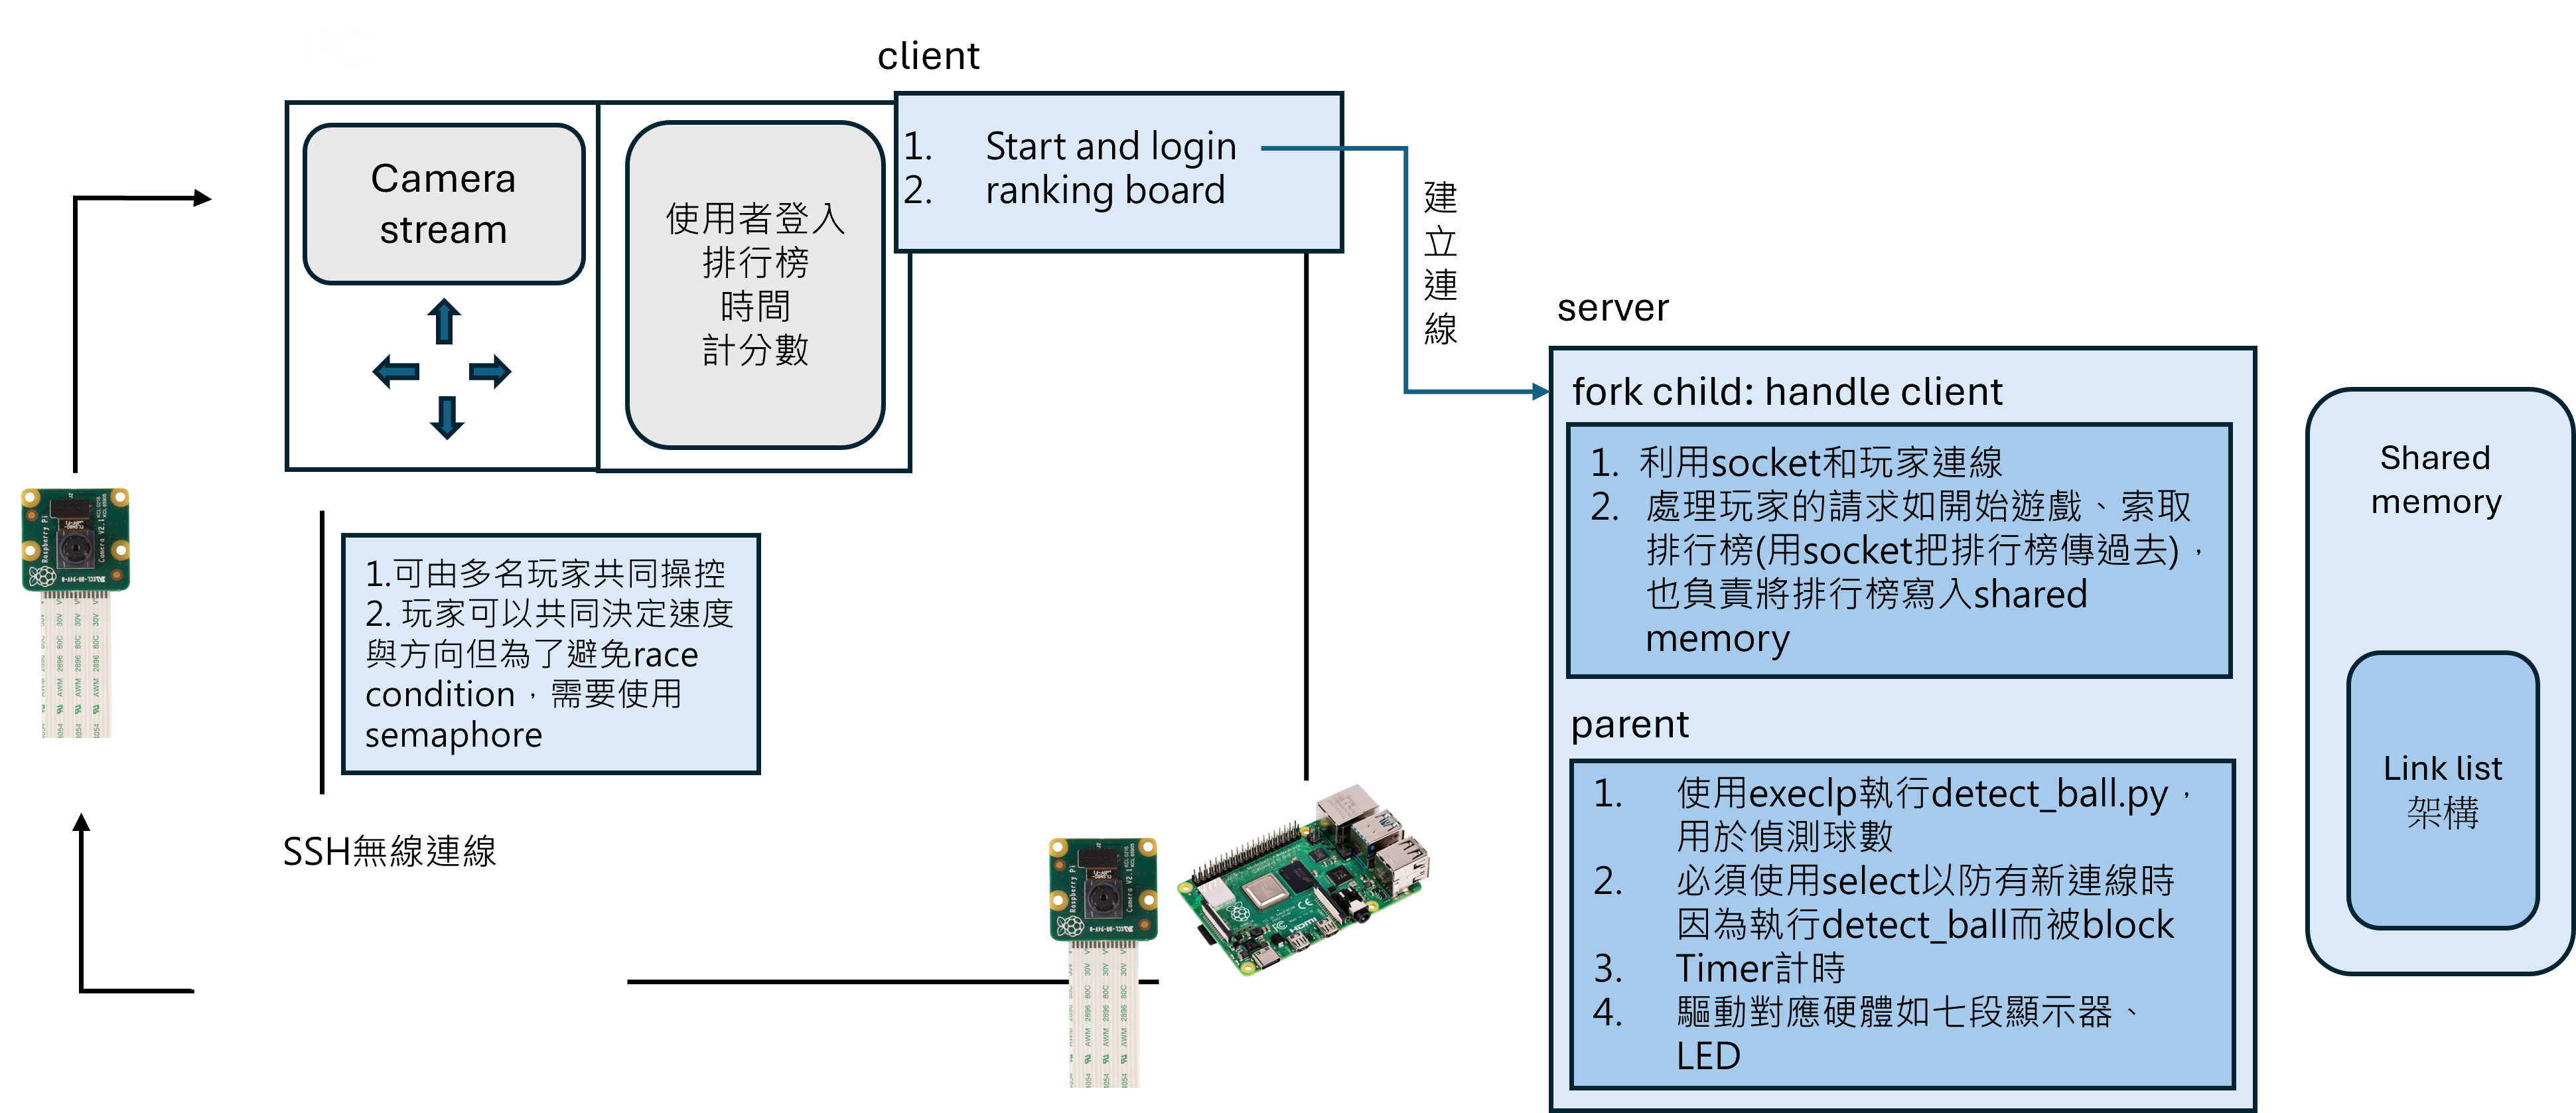 client
Camera
stream
使用者登入
排行榜
時間
計分數
1. Start and login
2. ranking board
建
立
連
線
1.可由多名玩家共同操控
2. 玩家可以共同決定速度
與方向但為了避免race
condition，需要使用
semaphore
SSH無線連線
server
fork child: handle client
1. 利用socket和玩家連線
2. 處理玩家的請求如開始遊戲、索取
排行榜(用socket把排行榜傳過去)，
也負責將排行榜寫入shared
memory
parent
1. 使用execlp執行detect_ball.py，
用於偵測球數
2. 必須使用select以防有新連線時
因為執行detect_ball而被block
3. Timer計時
4. 驅動對應硬體如七段顯示器、
LED
Shared
memory
Link list
架構
Raspberry Pi
Camera V2.1
Raspberry Pi
Camera V2.1
HDMI